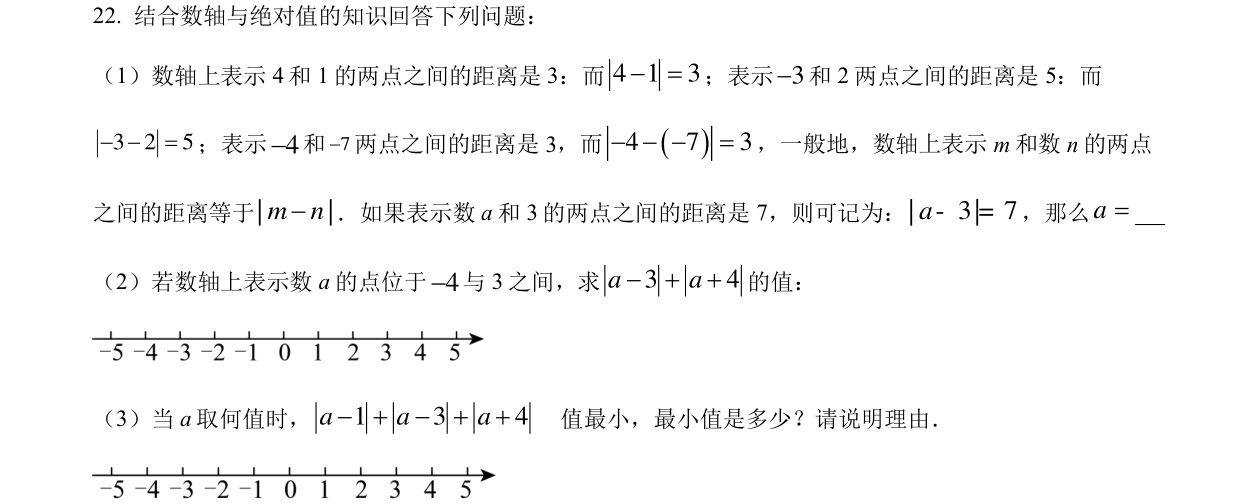 22. 结合数轴与绝对值的知识回答下列问题：
（1）数轴上表示 4 和 1 的两点之间的距离是 3：而|4−1|=3；表示−3和 2 两点之间的距离是 5：而
|−3−2|=5；表示−4和−7两点之间的距离是 3，而|−4−(−7)|=3，一般地，数轴上表示 m 和数 n 的两点
之间的距离等于|m−n|．如果表示数 a 和 3 的两点之间的距离是 7，则可记为：|a- 3|= 7，那么a = __
（2）若数轴上表示数 a 的点位于−4与 3 之间，求|a−3|+|a+4|的值：
−5 −4 −3 −2 −1 0 1 2 3 4 5
（3）当 a 取何值时，|a−1|+|a−3|+|a+4| 值最小，最小值是多少？请说明理由．
−5 −4 −3 −2 −1 0 1 2 3 4 5